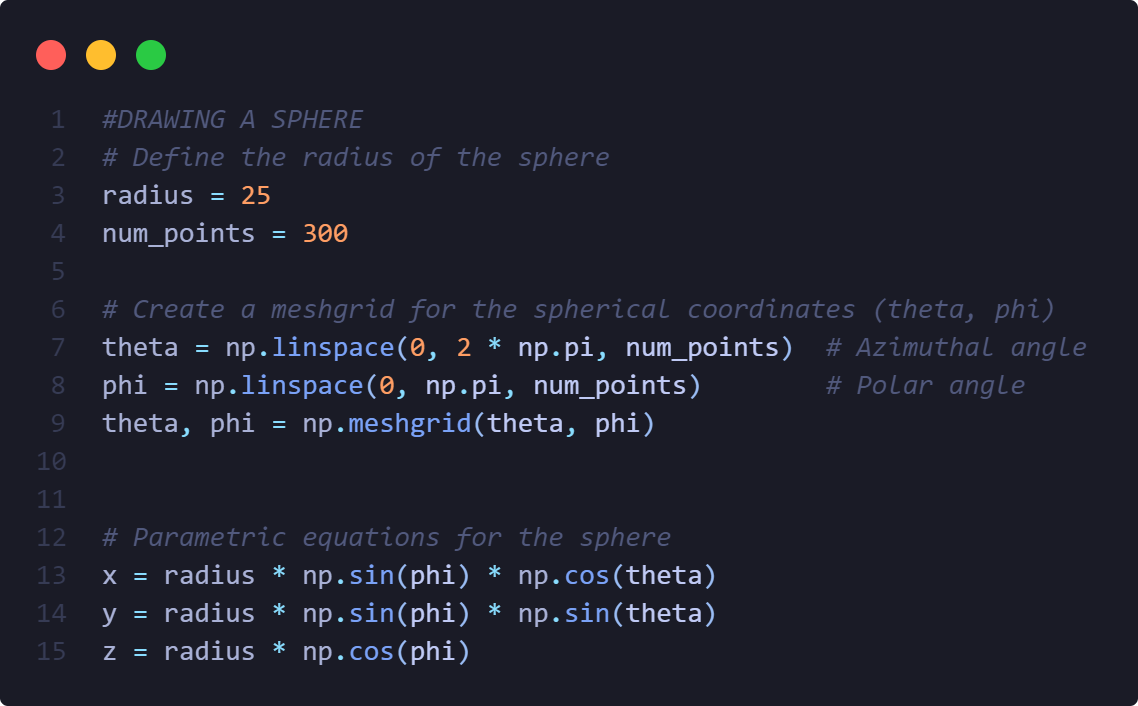 1 #DRAWING A SPHERE
2 # Define the radius of the sphere
3 radius = 25
4 num_points = 300
5
6 # Create a meshgrid for the spherical coordinates (theta, phi)
7 theta = np.linspace(0, 2 * np.pi, num_points)  # Azimuthal angle
8 phi = np.linspace(0, np.pi, num_points)        # Polar angle
9 theta, phi = np.meshgrid(theta, phi)
10
11
12 # Parametric equations for the sphere
13 x = radius * np.sin(phi) * np.cos(theta)
14 y = radius * np.sin(phi) * np.sin(theta)
15 z = radius * np.cos(phi)